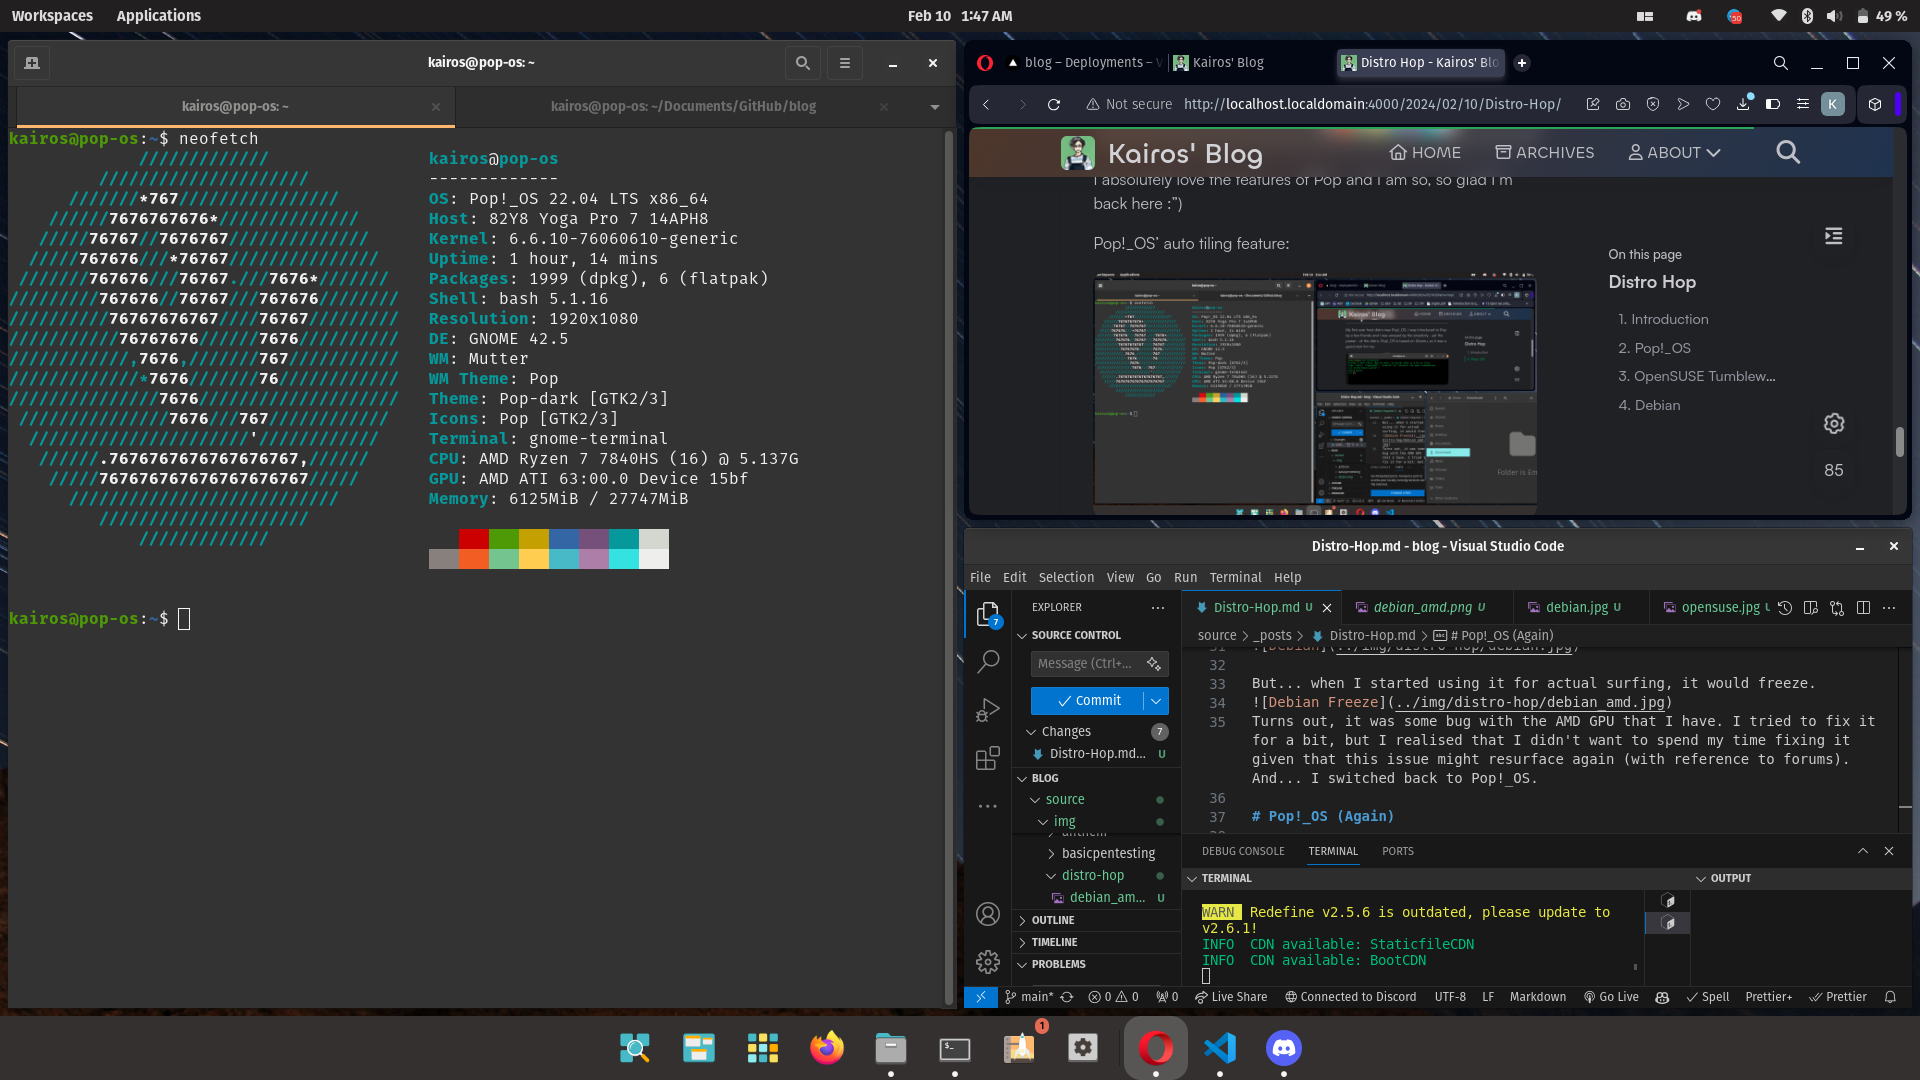 Workspaces Applications Feb 10 1:47 AM 49 %
kairos@pop-os: ~
kairos@pop-os: ~ kairos@pop-os: ~/Documents/GitHub/blog
kairos@pop-os:~$ neofetch
kairos@pop-os
-------------
OS: Pop!_OS 22.04 LTS x86_64
Host: 82Y8 Yoga Pro 7 14APH8
Kernel: 6.6.10-76060610-generic
Uptime: 1 hour, 14 mins
Packages: 1999 (dpkg), 6 (flatpak)
Shell: bash 5.1.16
Resolution: 1920x1080
DE: GNOME 42.5
WM: Mutter
WM Theme: Pop
Theme: Pop-dark [GTK2/3]
Icons: Pop [GTK2/3]
Terminal: gnome-terminal
CPU: AMD Ryzen 7 7840HS (16) @ 5.137G
GPU: AMD ATI 63:00.0 Device 15bf
Memory: 6125MiB / 27747MiB
kairos@pop-os:~$
blog – Deployments – Kairos' Blog Distro Hop - Kairos' Blo
Not secure http://localhost.localdomain:4000/2024/02/10/Distro-Hop/ K
Kairos' Blog HOME ARCHIVES ABOUT
I absolutely love the features of Pop and I am so, so glad I'm
back here :”)
Pop!_OS’ auto tiling feature:
On this page
Distro Hop
1. Introduction
2. Pop!_OS
3. OpenSUSE Tumblew...
4. Debian
85
Distro-Hop.md - blog - Visual Studio Code
File Edit Selection View Go Run Terminal Help
EXPLORER
Distro-Hop.md U debian_amd.png U debian.jpg U opensuse.jpg
source > _posts > Distro-Hop.md > # Pop!_OS (Again)
SOURCE CONTROL
Message (Ctrl+...
Commit
Changes 7
Distro-Hop.md... U
BLOG
source
img
basicpentesting
distro-hop
debian_am... U
OUTLINE
TIMELINE
PROBLEMS
31 ![Debian](../img/distro-hop/debian.jpg)
32
33 But... when I started using it for actual surfing, it would freeze.
34 ![Debian Freeze](../img/distro-hop/debian_amd.jpg)
35 Turns out, it was some bug with the AMD GPU that I have. I tried to fix it
for a bit, but I realised that I didn't want to spend my time fixing it
given that this issue might resurface again (with reference to forums).
And... I switched back to Pop!_OS.
36
37 # Pop!_OS (Again)
DEBUG CONSOLE TERMINAL PORTS
TERMINAL
OUTPUT
WARN Redefine v2.5.6 is outdated, please update to
v2.6.1!
INFO CDN available: StaticfileCDN
INFO CDN available: BootCDN
main* 0 0 0 Live Share Connected to Discord UTF-8 LF Markdown Go Live Spell Prettier+ Prettier
1